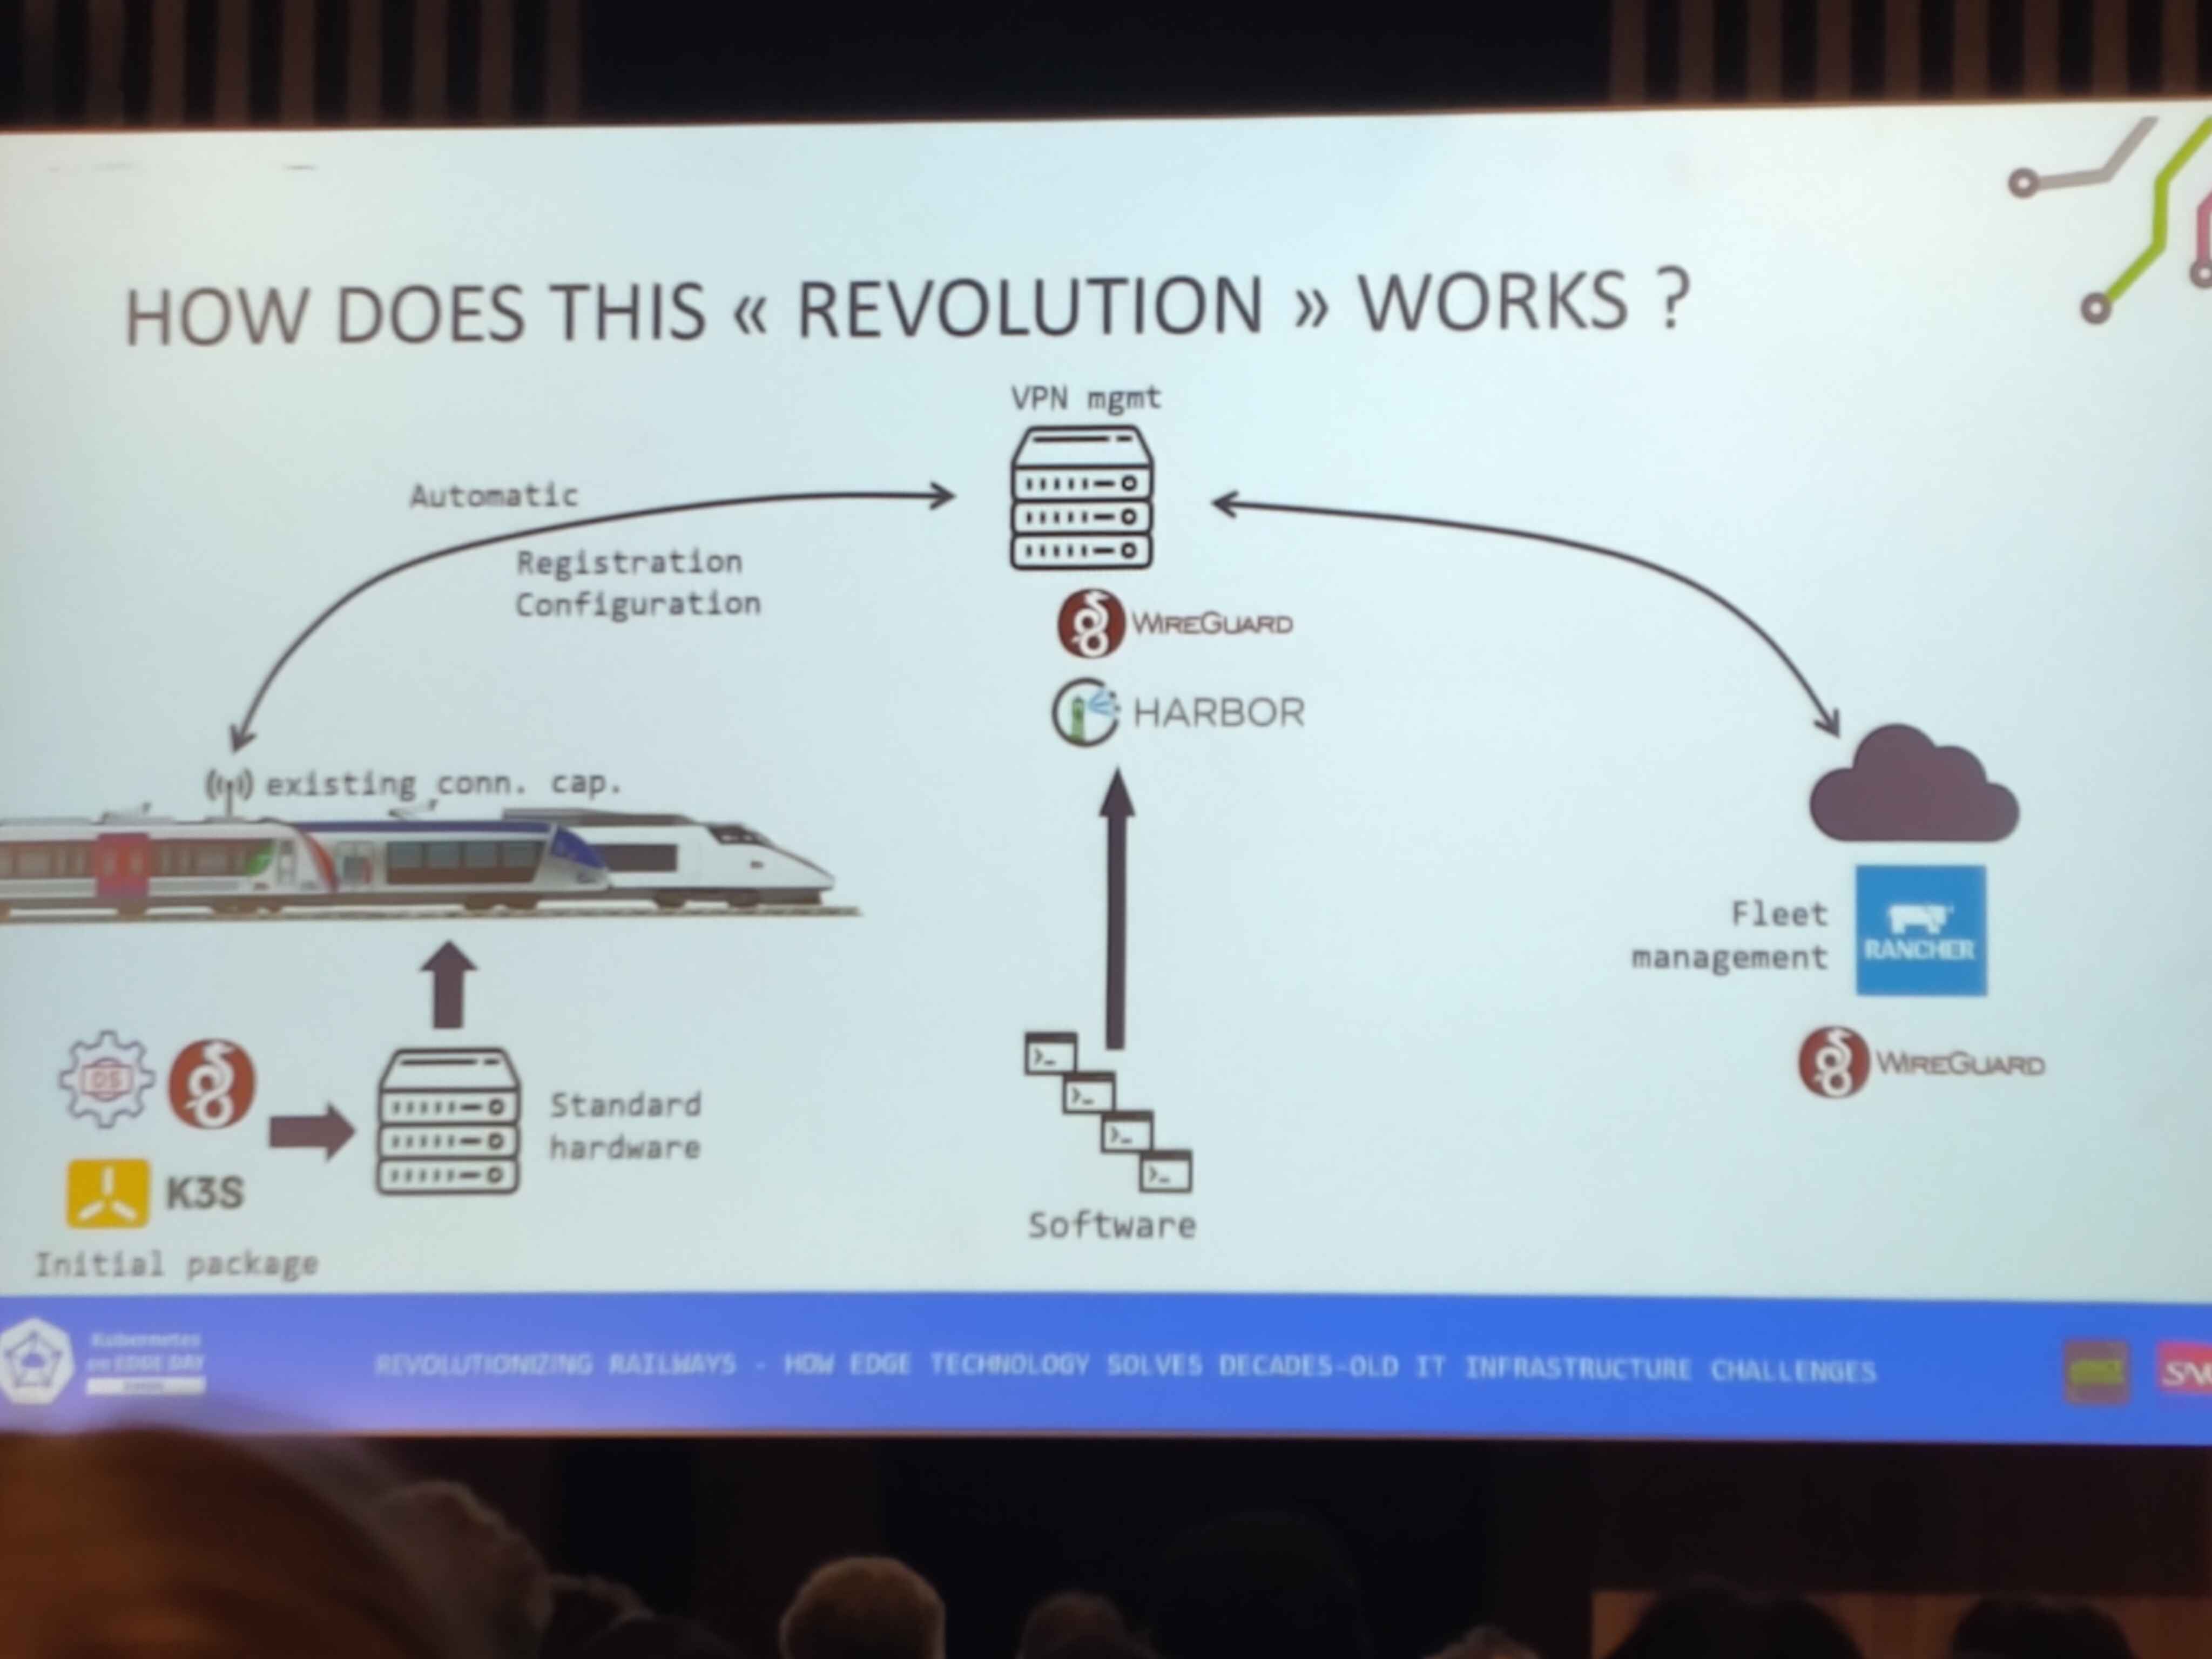 HOW DOES THIS « REVOLUTION » WORKS ?
VPN mgmt
Automatic
Registration
Configuration
WIREGUARD
HARBOR
existing conn. cap.
Fleet
management
RANCHER
WIREGUARD
OS
K3S
Initial package
Standard
hardware
>_
>_
>_
>_
Software
Kubernetes
on EDGE DAY
REVOLUTIONIZING RAILWAYS - HOW EDGE TECHNOLOGY SOLVES DECADES-OLD IT INFRASTRUCTURE CHALLENGES